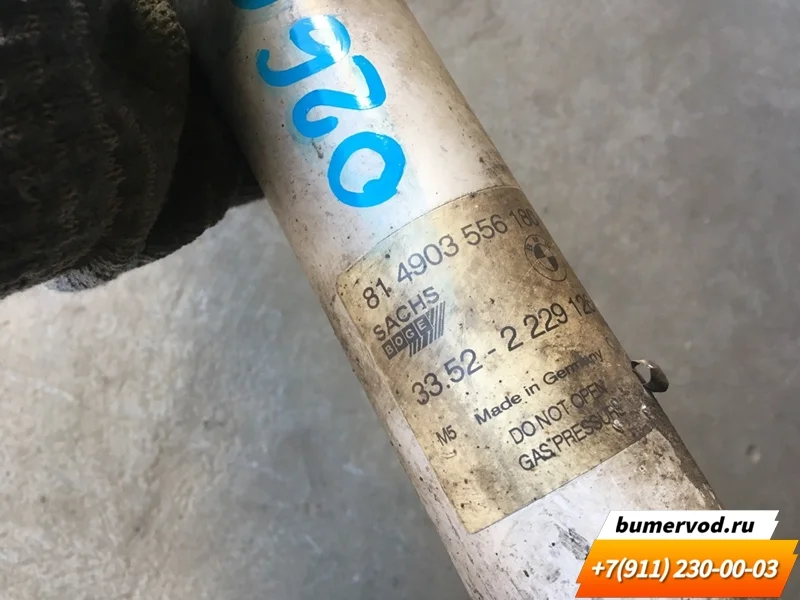 0260
81 4903 556 180
SACHS
BOGE
33.52 - 2 229 12
M5
Made in Germany
DO NOT OPEN
GAS PRESSURE
bumervod.ru
+7(911) 230-00-03